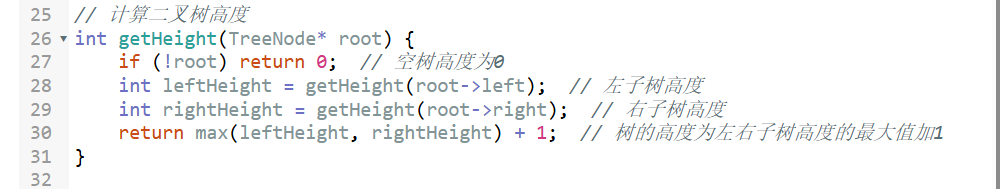 25 // 计算二叉树高度
26 int getHeight(TreeNode* root) {
27 if (!root) return 0; // 空树高度为0
28 int leftHeight = getHeight(root->left); // 左子树高度
29 int rightHeight = getHeight(root->right); // 右子树高度
30 return max(leftHeight, rightHeight) + 1; // 树的高度为左右子树高度的最大值加1
31 }
32